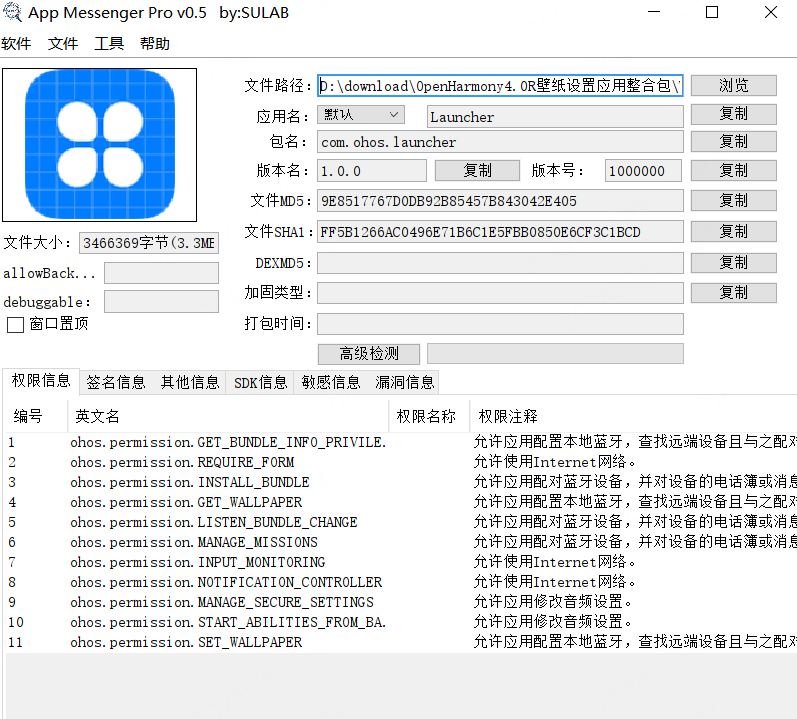 App Messenger Pro v0.5 by:SULAB
软件 文件 工具 帮助
文件路径: D:\download\OpenHarmony4.0R壁纸设置应用整合包\ 浏览
应用名: 默认 Launcher 复制
包名: com.ohos.launcher 复制
版本名: 1.0.0 复制 版本号: 1000000 复制
文件MD5: 9E8517767D0DB92B85457B843042E405 复制
文件大小: 3466369字节(3.3MB 文件SHA1: FF5B1266AC0496E71B6C1E5FBB0850E6CF3C1BCD 复制
allowBack... DEXMD5: 复制
debuggable: 加固类型: 复制
窗口置顶 打包时间:
高级检测
权限信息 签名信息 其他信息 SDK信息 敏感信息 漏洞信息
编号 英文名 权限名称 权限注释
1 ohos.permission.GET_BUNDLE_INFO_PRIVILE. 允许应用配置本地蓝牙，查找远端设备且与之配对
2 ohos.permission.REQUIRE_FORM 允许使用Internet网络。
3 ohos.permission.INSTALL_BUNDLE 允许应用配对蓝牙设备，并对设备的电话簿或消息
4 ohos.permission.GET_WALLPAPER 允许应用配置本地蓝牙，查找远端设备且与之配对
5 ohos.permission.LISTEN_BUNDLE_CHANGE 允许应用配对蓝牙设备，并对设备的电话簿或消息
6 ohos.permission.MANAGE_MISSIONS 允许应用配对蓝牙设备，并对设备的电话簿或消息
7 ohos.permission.INPUT_MONITORING 允许使用Internet网络。
8 ohos.permission.NOTIFICATION_CONTROLLER 允许使用Internet网络。
9 ohos.permission.MANAGE_SECURE_SETTINGS 允许应用修改音频设置。
10 ohos.permission.START_ABILITIES_FROM_BA. 允许应用修改音频设置。
11 ohos.permission.SET_WALLPAPER 允许应用配置本地蓝牙，查找远端设备且与之配对